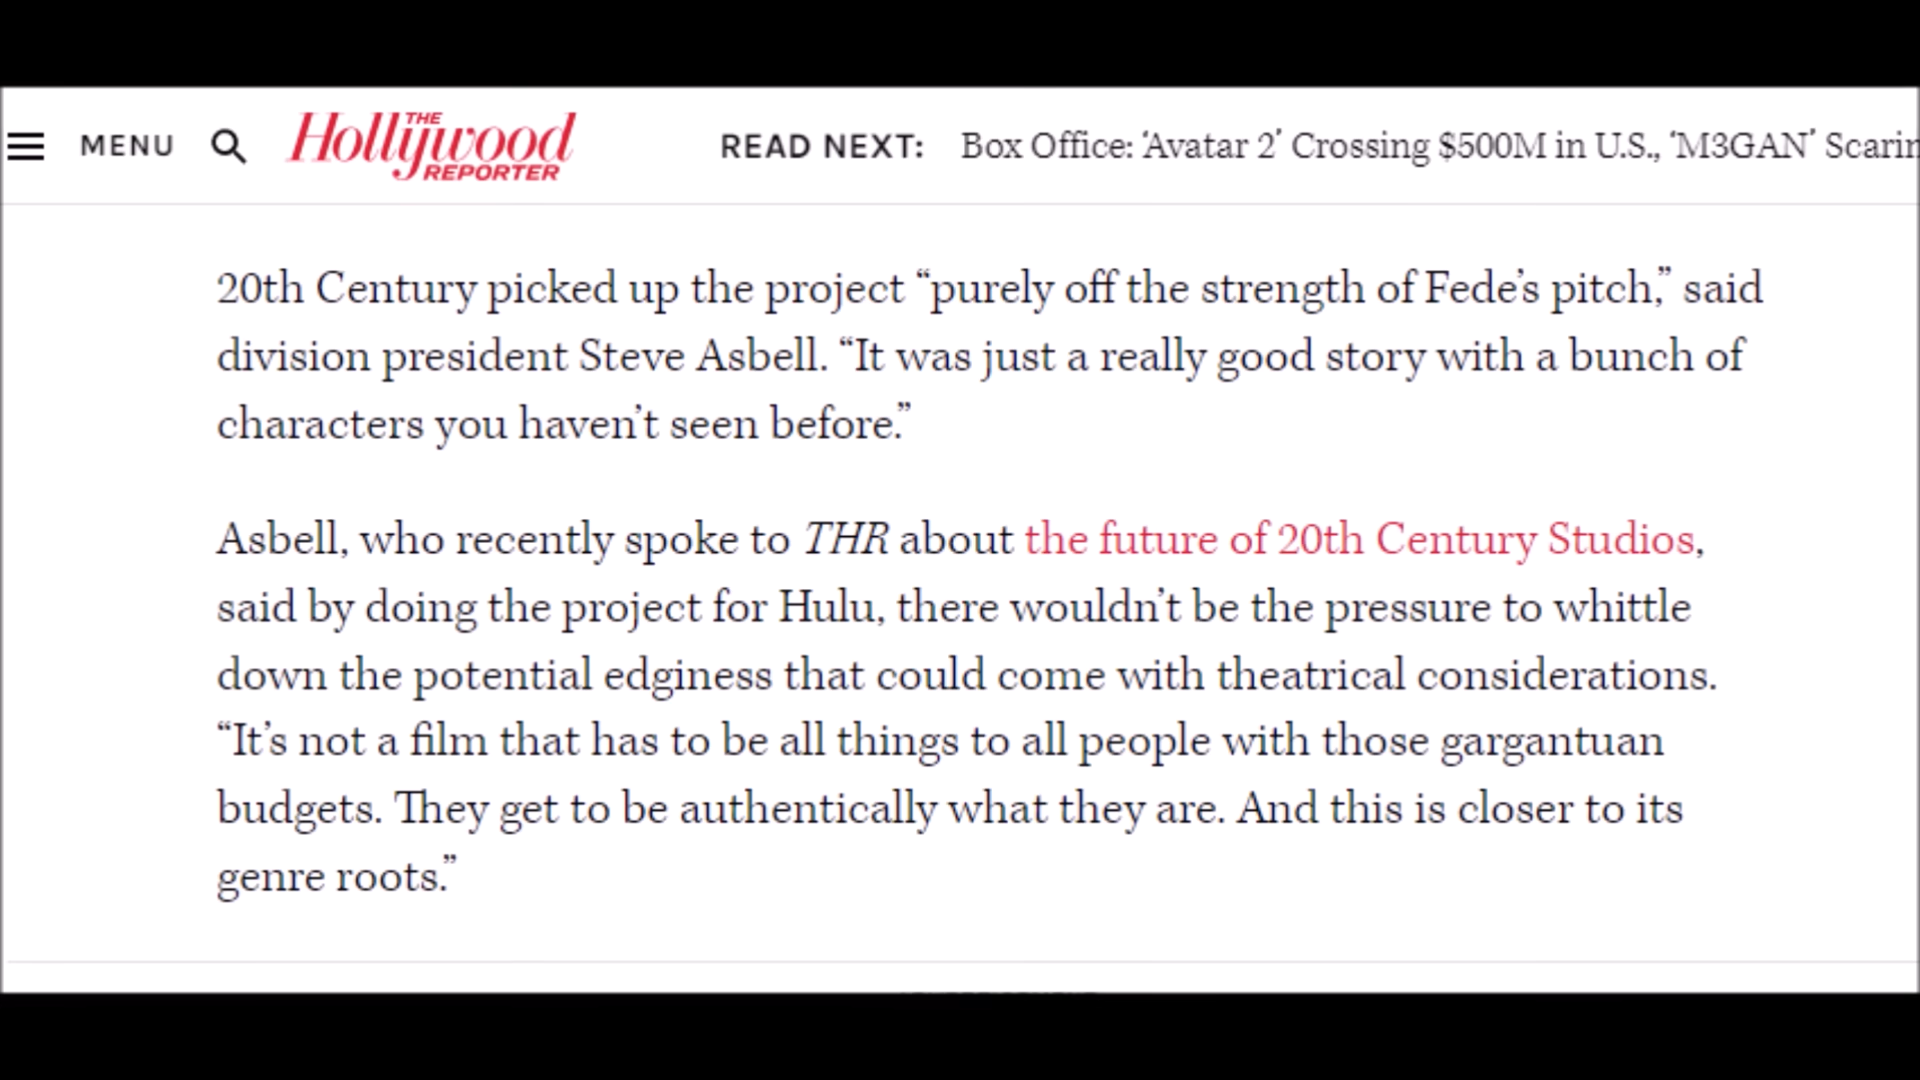 MENU
THE
Hollywood
REPORTER
READ NEXT: Box Office: ‘Avatar 2’ Crossing $500M in U.S., ‘M3GAN’
20th Century picked up the project “purely off the strength of Fede’s pitch,” said
division president Steve Asbell. “It was just a really good story with a bunch of
characters you haven’t seen before.”
Asbell, who recently spoke to THR about the future of 20th Century Studios,
said by doing the project for Hulu, there wouldn’t be the pressure to whittle
down the potential edginess that could come with theatrical considerations.
“It’s not a film that has to be all things to all people with those gargantuan
budgets. They get to be authentically what they are. And this is closer to its
genre roots.”